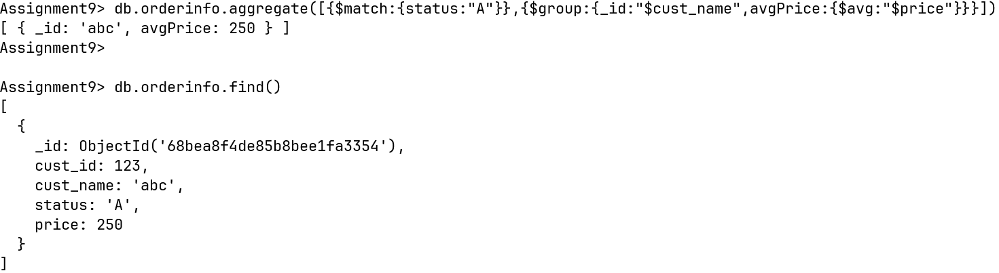 Assignment9> db.orderinfo.aggregate([{$match:{status:"A"}},{$group:{_id:"$cust_name",avgPrice:{$avg:"$price"}}}])
[ { _id: 'abc', avgPrice: 250 } ]
Assignment9>
Assignment9> db.orderinfo.find()
[
  {
    _id: ObjectId('68bea8f4de85b8bee1fa3354'),
    cust_id: 123,
    cust_name: 'abc',
    status: 'A',
    price: 250
  }
]